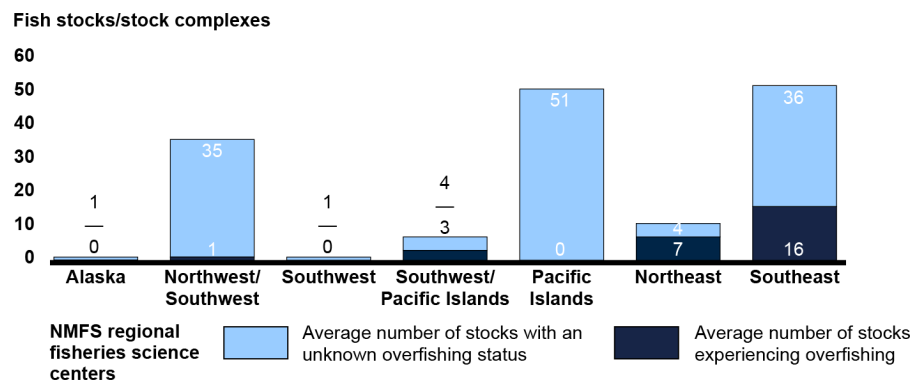 Fish stocks/stock complexes
60
50
40
30
20
10
0
1
0
35
1
1
0
4
3
51
0
4
7
36
16
Alaska
Northwest/
Southwest
Southwest
Southwest/
Pacific Islands
Pacific
Islands
Northeast
Southeast
NMFS regional
fisheries science
centers
Average number of stocks with an
unknown overfishing status
Average number of stocks
experiencing overfishing